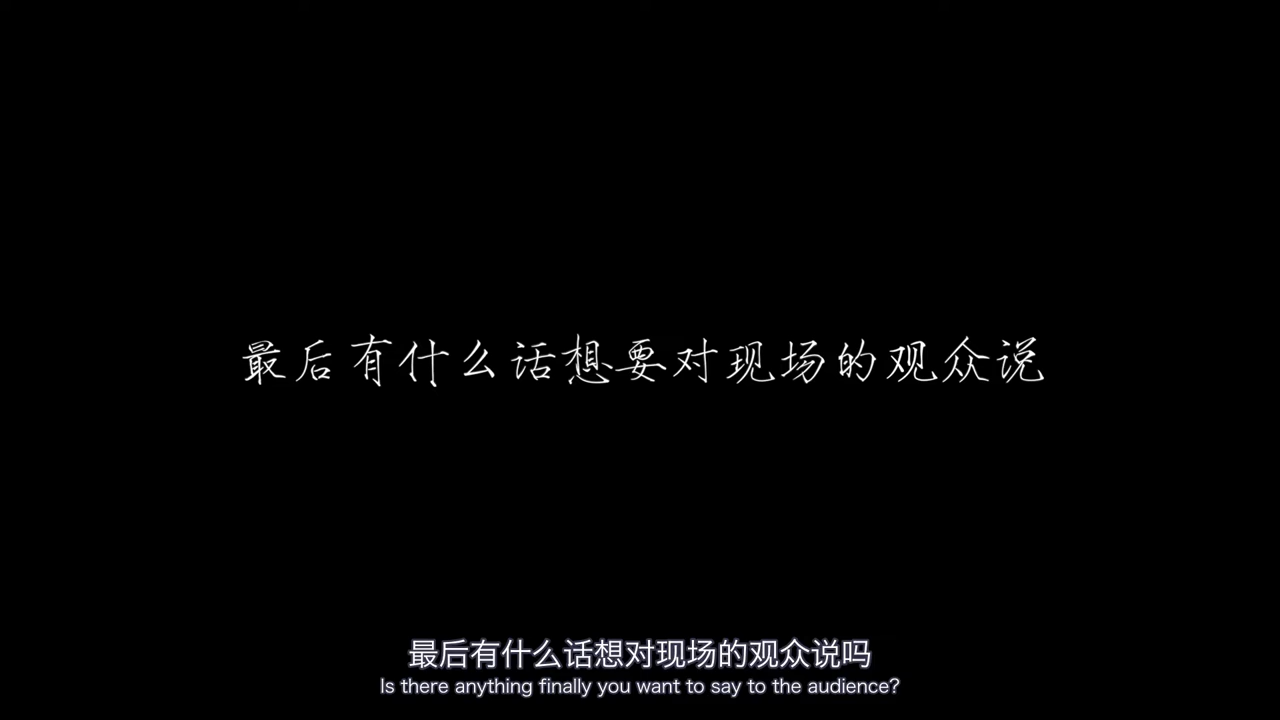 最后有什么话想要对现场的观众说
最后有什么话想对现场的观众说吗
Is there anything finally you want to say to the audience?